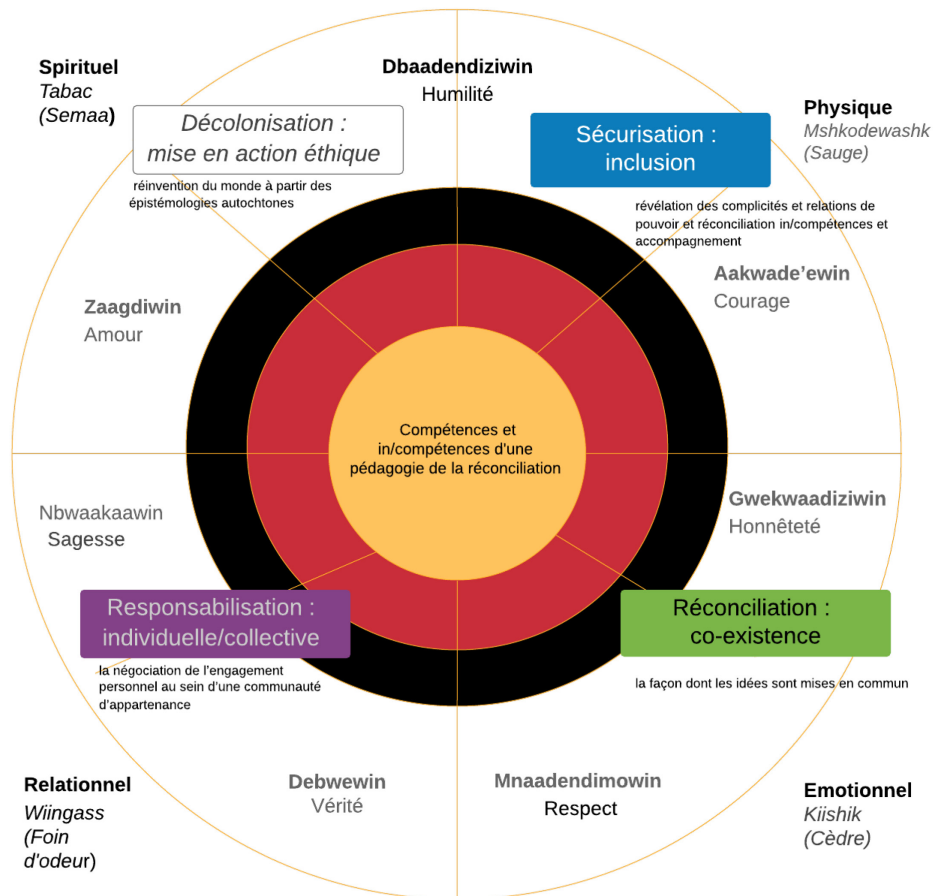 Spirituel
Tabac
(Semaa)
Dbaadendiziwin
Humilité
Physique
Mshkodewashk
(Sauge)
Décolonisation :
mise en action éthique
réinvention du monde à partir des
épistémologies autochtones
Sécurisation :
inclusion
révélation des complicités et relations de
pouvoir et réconciliation in/compétences et
accompagnement
Zaagdiwin
Amour
Aakwade’ewin
Courage
Compétences et
in/compétences d'une
pédagogie de la réconciliation
Nbwaakaawin
Sagesse
Gwekwaadiziwin
Honnêteté
Responsabilisation :
individuelle/collective
la négociation de l’engagement
personnel au sein d’une communauté
d’appartenance
Réconciliation :
co-existence
la façon dont les idées sont mises en commun
Relationnel
Wiingass
(Foin
d'odeur)
Debwewin
Vérité
Mnaadendimowin
Respect
Emotionnel
Kiishik
(Cèdre)